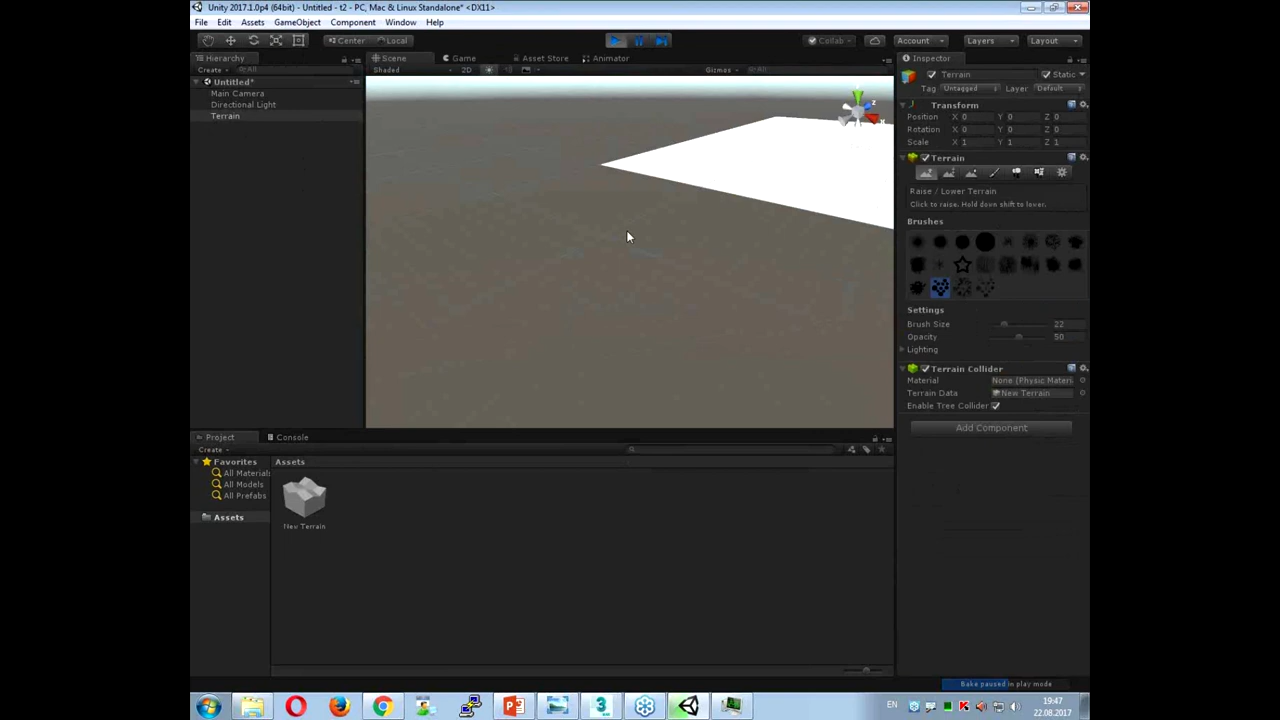 Unity 2017.1.0p4 (64bit) - Untitled - t2 - PC, Mac & Linux Standalone* <DX11>
File Edit Assets GameObject Component Window Help
Center Local Collab Account Layers Layout
Hierarchy
Create All
Untitled*
Main Camera
Directional Light
Terrain
Scene Game Asset Store Animator
Shaded 2D Gizmos All
Inspector
Terrain Static
Tag Untagged Layer Default
Transform
Position X 0 Y 0 Z 0
Rotation X 0 Y 0 Z 0
Scale X 1 Y 1 Z 1
Terrain
Raise / Lower Terrain
Click to raise. Hold down shift to lower.
Brushes
Settings
Brush Size 22
Opacity 50
Lighting
Terrain Collider
Material None (Physic Materi
Terrain Data New Terrain
Enable Tree Collider
Add Component
Project Console
Create
Favorites
All Materials
All Models
All Prefabs
Assets
Assets
New Terrain
Bake paused in play mode
EN
19:47
22.08.2017